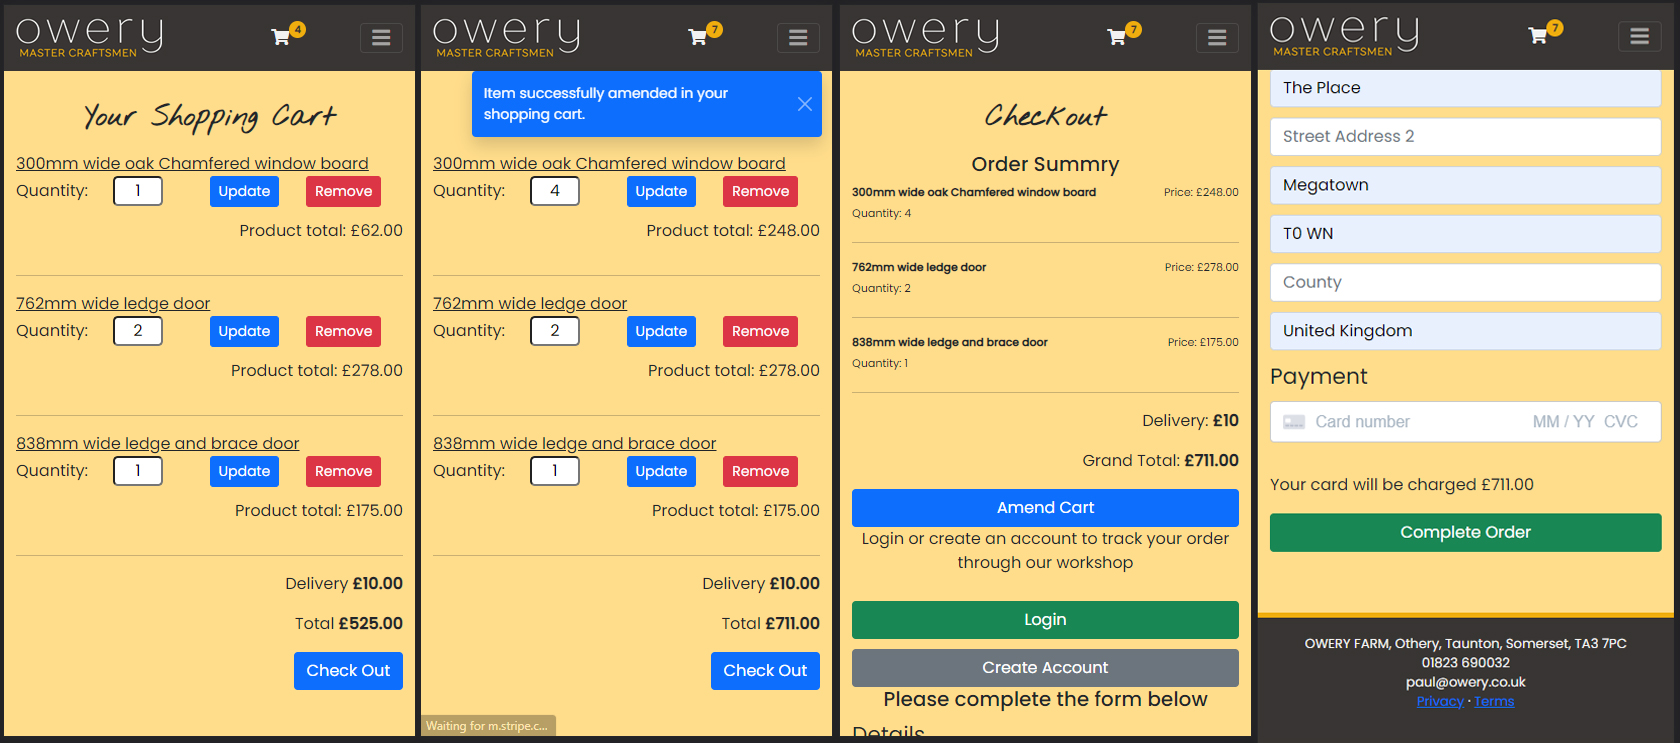 owery
MASTER CRAFTSMEN
4
Your Shopping Cart
300mm wide oak Chamfered window board
Quantity: 1 Update Remove
Product total: £62.00
762mm wide ledge door
Quantity: 2 Update Remove
Product total: £278.00
838mm wide ledge and brace door
Quantity: 1 Update Remove
Product total: £175.00
Delivery £10.00
Total £525.00
Check Out
owery
MASTER CRAFTSMEN
7
Item successfully amended in your
shopping cart.
300mm wide oak Chamfered window board
Quantity: 4 Update Remove
Product total: £248.00
762mm wide ledge door
Quantity: 2 Update Remove
Product total: £278.00
838mm wide ledge and brace door
Quantity: 1 Update Remove
Product total: £175.00
Delivery £10.00
Total £711.00
Check Out
Waiting for m.stripe.c...
owery
MASTER CRAFTSMEN
7
Checkout
Order Summry
300mm wide oak Chamfered window board Price: £248.00
Quantity: 4
762mm wide ledge door Price: £278.00
Quantity: 2
838mm wide ledge and brace door Price: £175.00
Quantity: 1
Delivery: £10
Grand Total: £711.00
Amend Cart
Login or create an account to track your order
through our workshop
Login
Create Account
Please complete the form below
Details
owery
MASTER CRAFTSMEN
7
The Place
Street Address 2
Megatown
T0 WN
County
United Kingdom
Payment
Card number MM / YY CVC
Your card will be charged £711.00
Complete Order
OWERY FARM, Othery, Taunton, Somerset, TA3 7PC
01823 690032
paul@owery.co.uk
Privacy · Terms